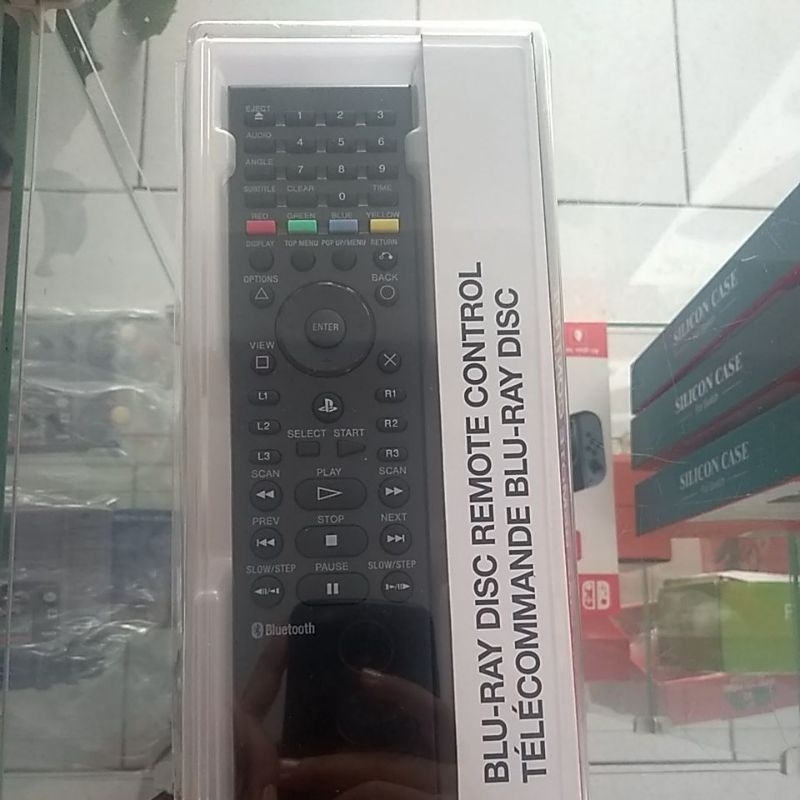 EJECT
1 2 3
AUDIO
4 5 6
ANGLE
7 8 9
SUBTITLE CLEAR TIME
0
RED GREEN BLUE YELLOW
DISPLAY TOP MENU POP UP/MENU RETURN
OPTIONS BACK
ENTER
VIEW
L1 R1
L2 R2
SELECT START
L3 R3
SCAN PLAY SCAN
PREV STOP NEXT
SLOW/STEP PAUSE SLOW/STEP
Bluetooth
BLU-RAY DISC REMOTE CONTROL
TÉLÉCOMMANDE BLU-RAY DISC
SILICON CASE
SILICON CASE
SILICON CASE